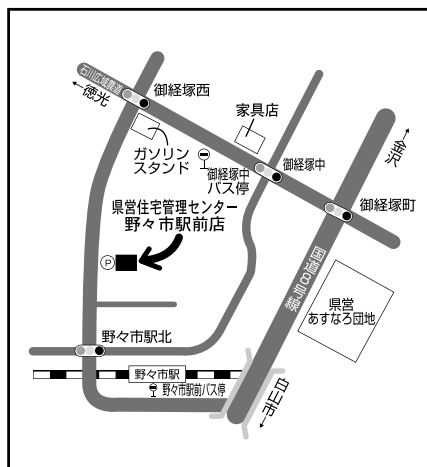 石川広域農道
←徳光
御経塚西
家具店
ガソリン
スタンド
御経塚中
バス停
御経塚中
→金沢
御経塚町
県営住宅管理センター
野々市駅前店
P
国道8号線
県営
あすなろ団地
野々市駅北
野々市駅
野々市駅前バス停
白山市→